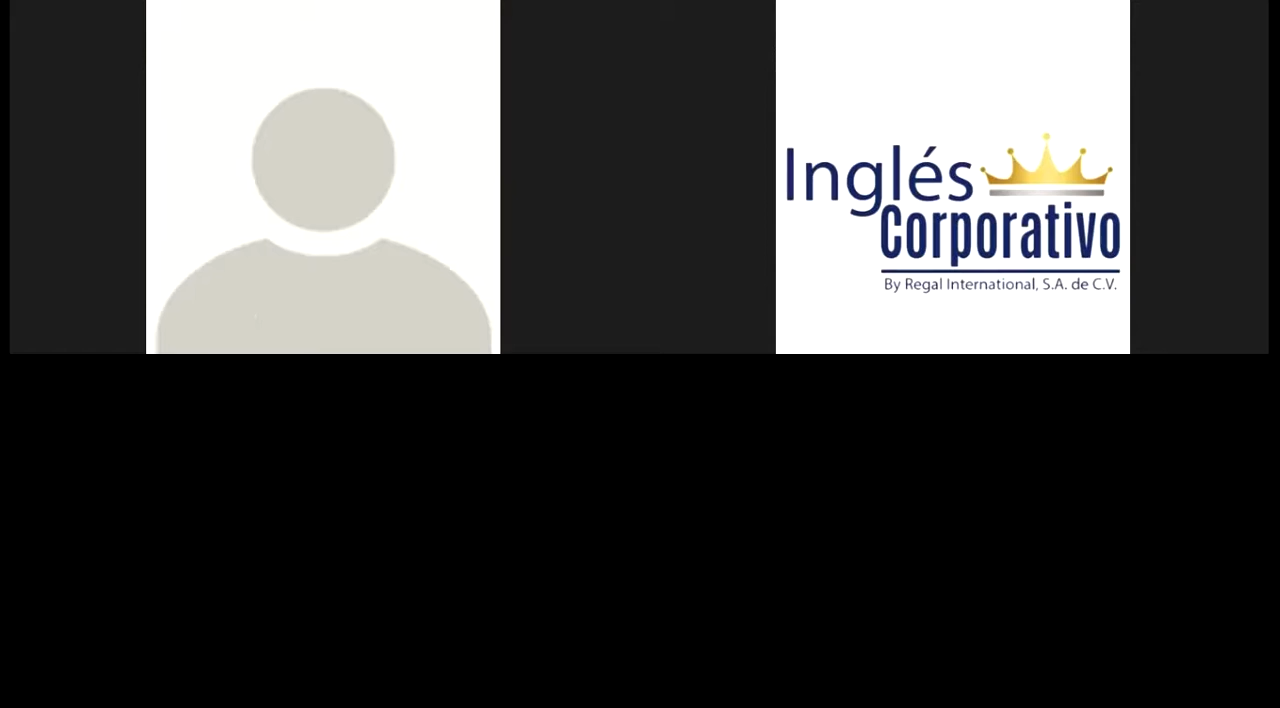 Inglés
Corporativo
By Regal International, S.A. de C.V.